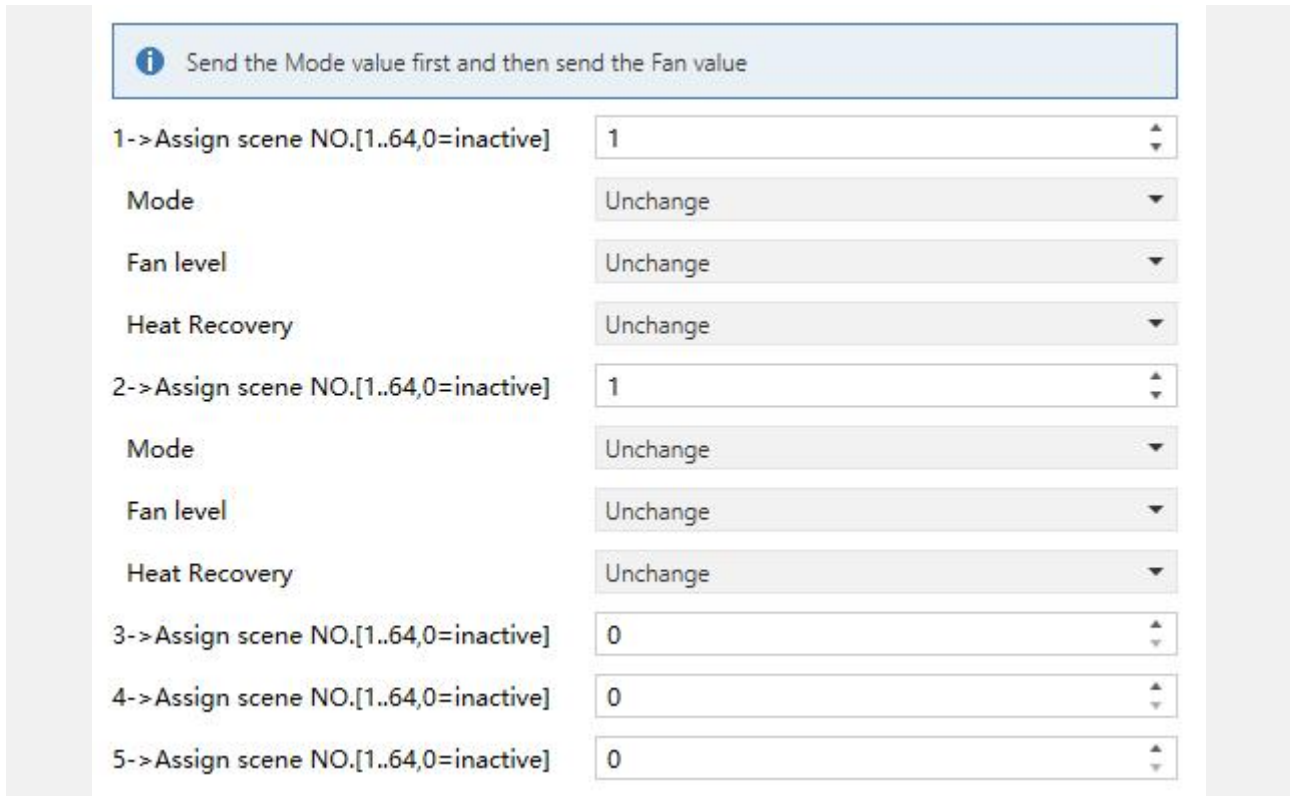 Send the Mode value first and then send the Fan value
1->Assign scene NO.[1..64,0=inactive] 1
Mode Unchange
Fan level Unchange
Heat Recovery Unchange
2->Assign scene NO.[1..64,0=inactive] 1
Mode Unchange
Fan level Unchange
Heat Recovery Unchange
3->Assign scene NO.[1..64,0=inactive] 0
4->Assign scene NO.[1..64,0=inactive] 0
5->Assign scene NO.[1..64,0=inactive] 0